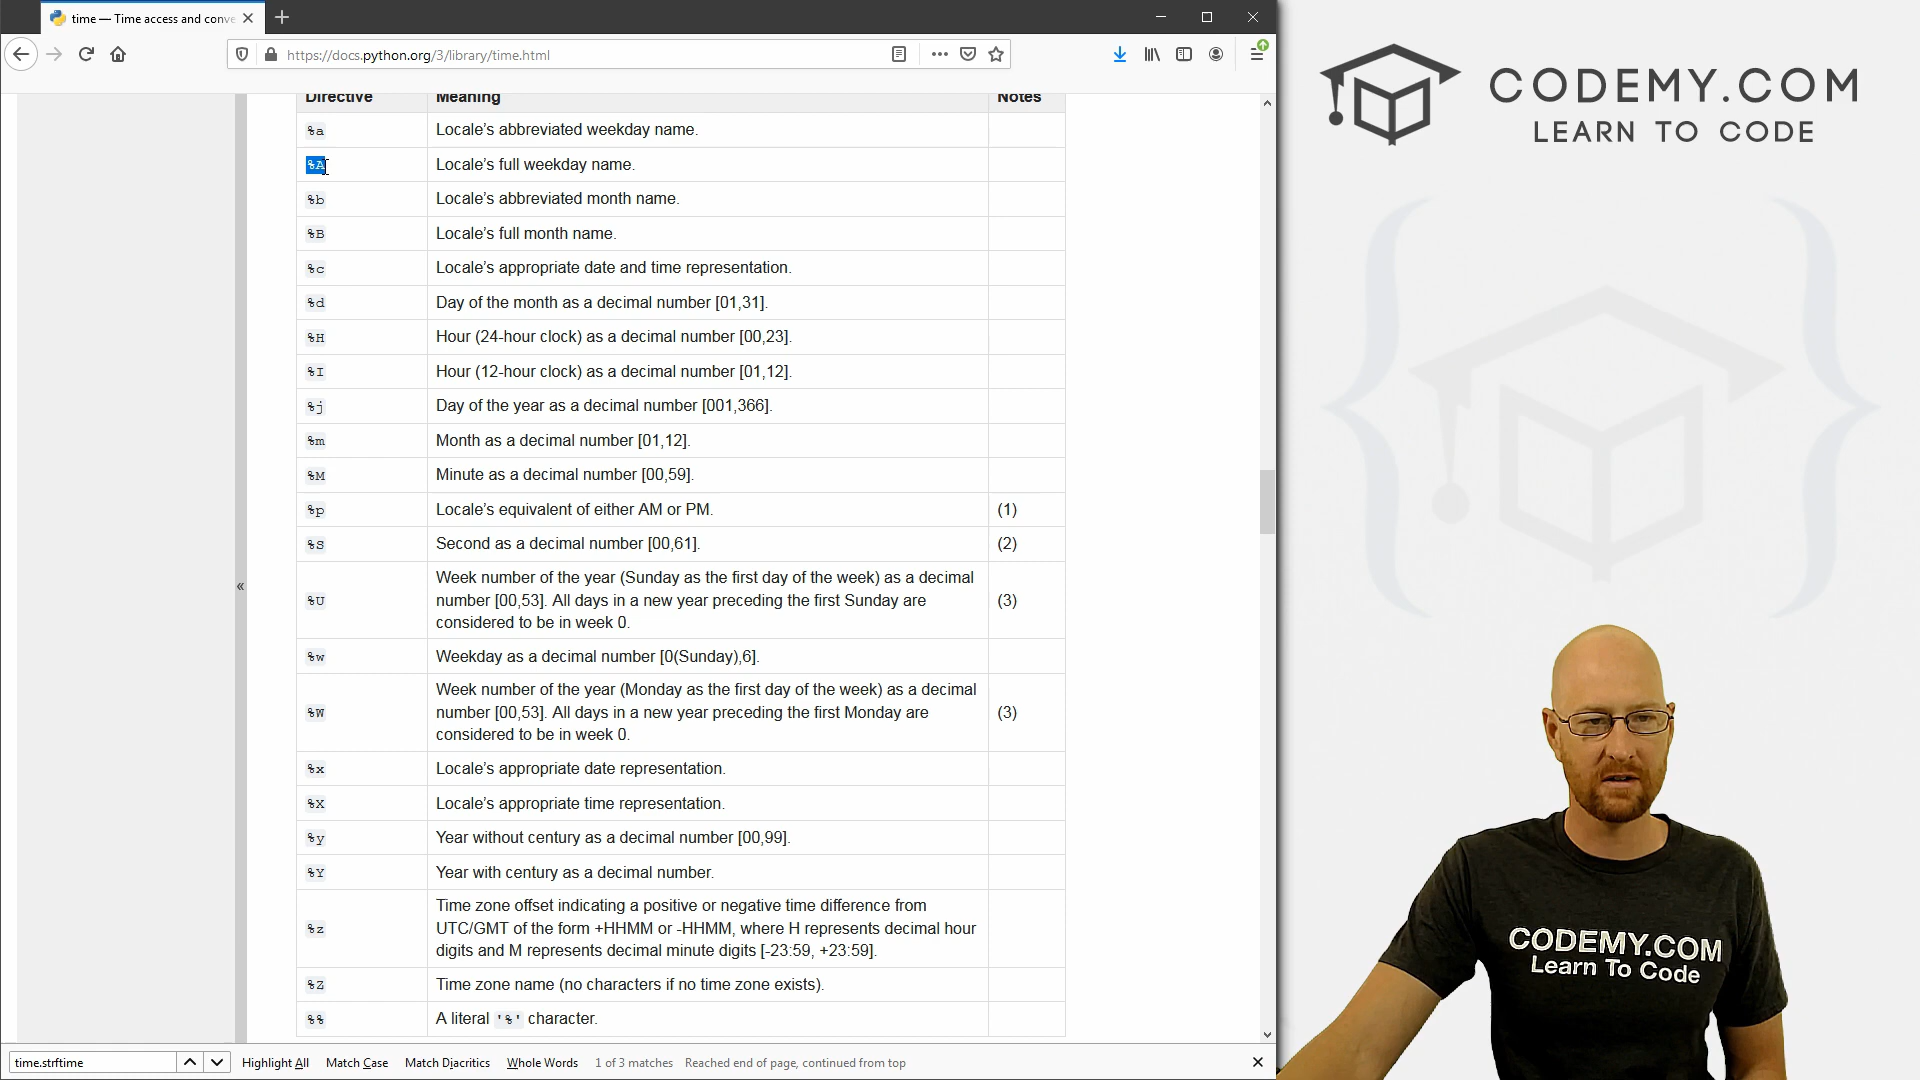 time — Time access and conve
https://docs.python.org/3/library/time.html
Directive Meaning Notes
%a Locale’s abbreviated weekday name.
%A Locale’s full weekday name.
%b Locale’s abbreviated month name.
%B Locale’s full month name.
%c Locale’s appropriate date and time representation.
%d Day of the month as a decimal number [01,31].
%H Hour (24-hour clock) as a decimal number [00,23].
%I Hour (12-hour clock) as a decimal number [01,12].
%j Day of the year as a decimal number [001,366].
%m Month as a decimal number [01,12].
%M Minute as a decimal number [00,59].
%p Locale’s equivalent of either AM or PM. (1)
%S Second as a decimal number [00,61]. (2)
Week number of the year (Sunday as the first day of the week) as a decimal
%U number [00,53]. All days in a new year preceding the first Sunday are (3)
considered to be in week 0.
%w Weekday as a decimal number [0(Sunday),6].
Week number of the year (Monday as the first day of the week) as a decimal
%W number [00,53]. All days in a new year preceding the first Monday are (3)
considered to be in week 0.
%x Locale’s appropriate date representation.
%X Locale’s appropriate time representation.
%y Year without century as a decimal number [00,99].
%Y Year with century as a decimal number.
Time zone offset indicating a positive or negative time difference from
%z UTC/GMT of the form +HHMM or -HHMM, where H represents decimal hour
digits and M represents decimal minute digits [-23:59, +23:59].
%Z Time zone name (no characters if no time zone exists).
%% A literal '%' character.
«
time.strftime Highlight All Match Case Match Diacritics Whole Words 1 of 3 matches Reached end of page, continued from top
CODEMY.COM
LEARN TO CODE
CODEMY.COM
Learn To Code